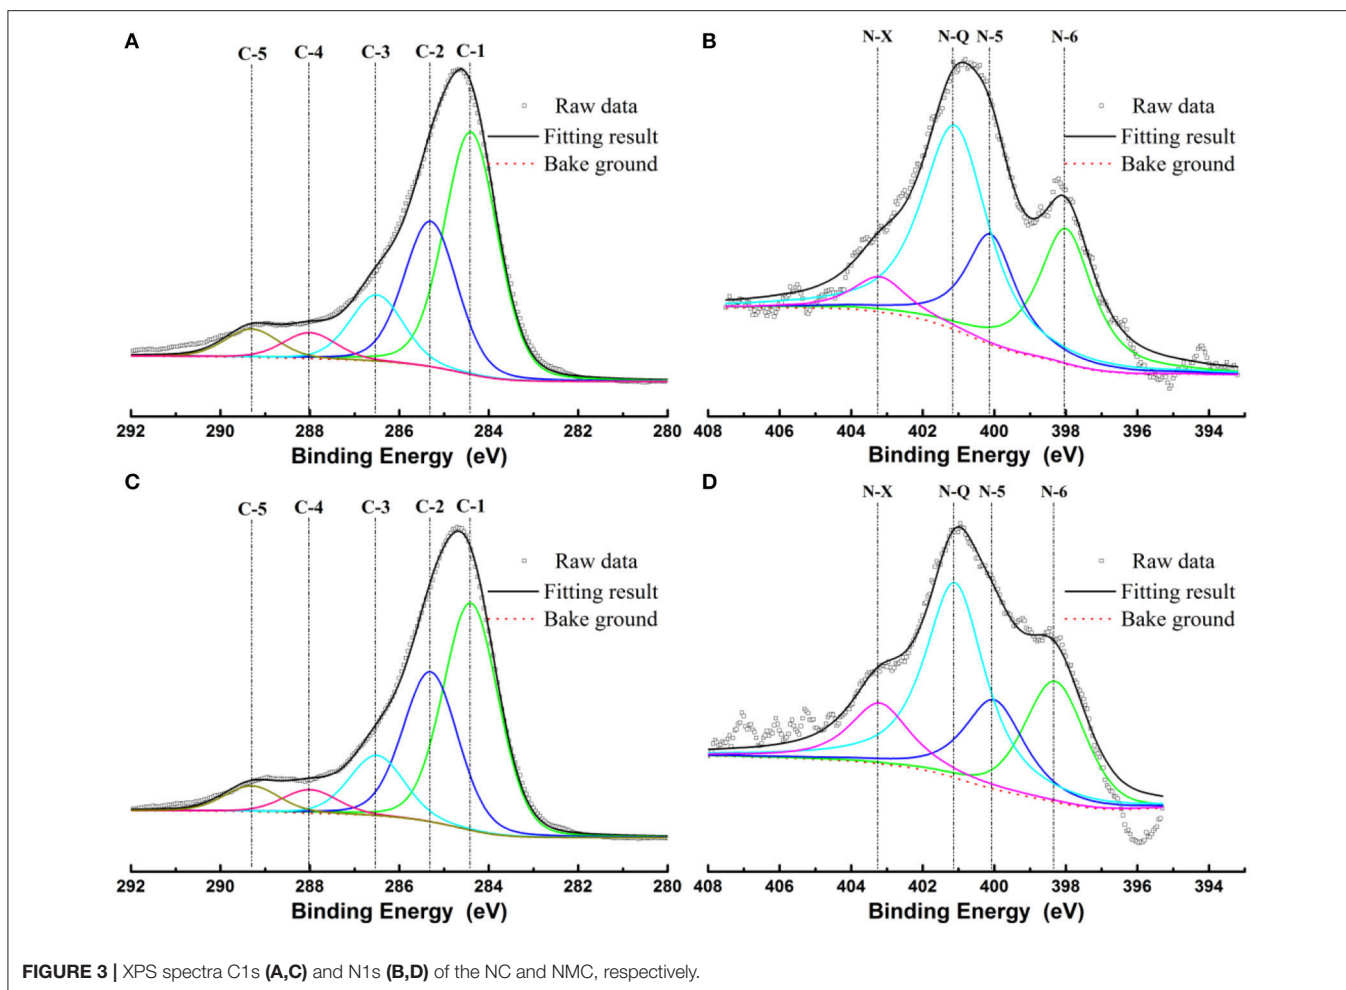 A
C-5 C-4 C-3 C-2 C-1
Raw data
Fitting result
Bake ground
292 290 288 286 284 282 280
Binding Energy (eV)
B
N-X N-Q N-5 N-6
Raw data
Fitting result
Bake ground
408 406 404 402 400 398 396 394
Binding Energy (eV)
C
C-5 C-4 C-3 C-2 C-1
Raw data
Fitting result
Bake ground
292 290 288 286 284 282 280
Binding Energy (eV)
D
N-X N-Q N-5 N-6
Raw data
Fitting result
Bake ground
408 406 404 402 400 398 396 394
Binding Energy (eV)
FIGURE 3 | XPS spectra C1s (A,C) and N1s (B,D) of the NC and NMC, respectively.